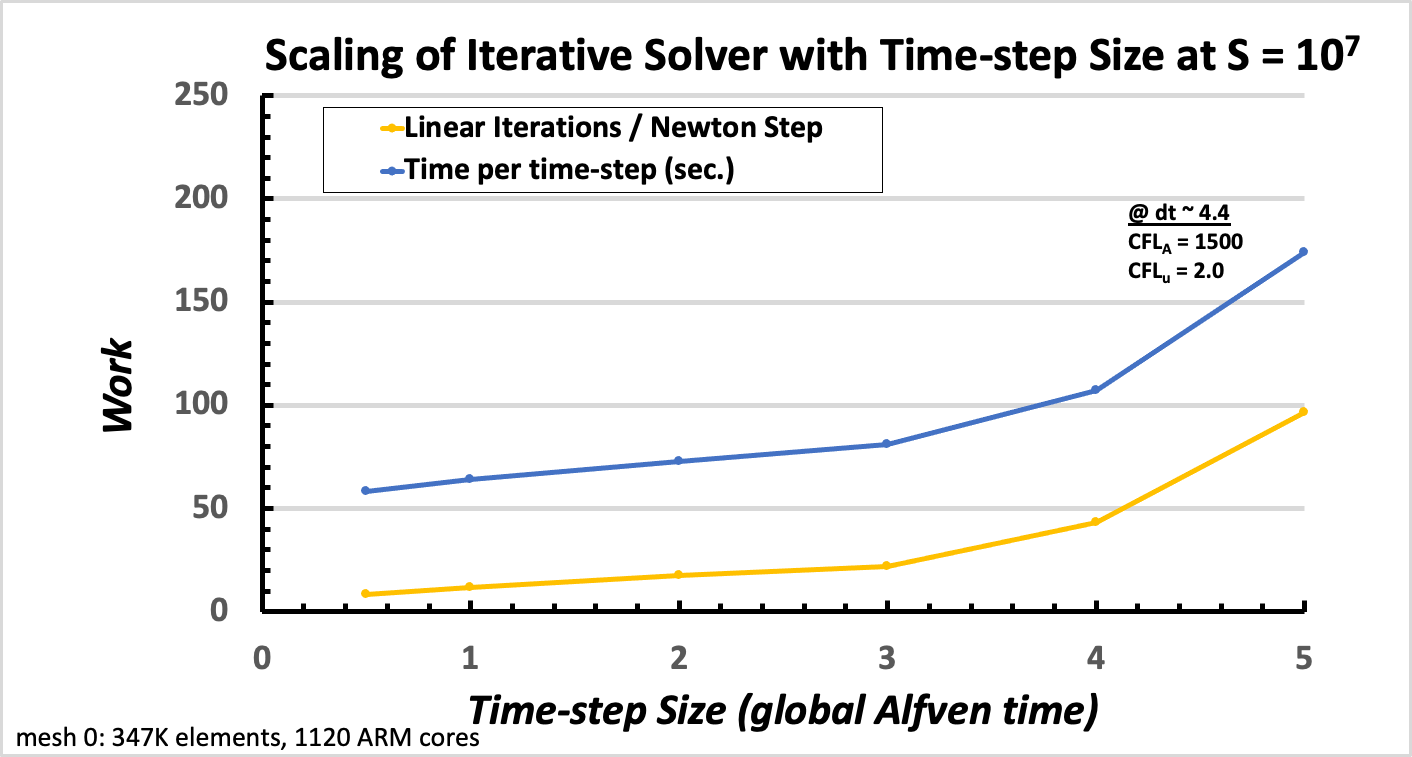 Scaling of Iterative Solver with Time-step Size at S = 10⁷
250
Linear Iterations / Newton Step
Time per time-step (sec.)
200
@ dt ~ 4.4
CFL_A = 1500
CFL_u = 2.0
150
Work
100
50
0
0 1 2 3 4 5
Time-step Size (global Alfven time)
mesh 0: 347K elements, 1120 ARM cores